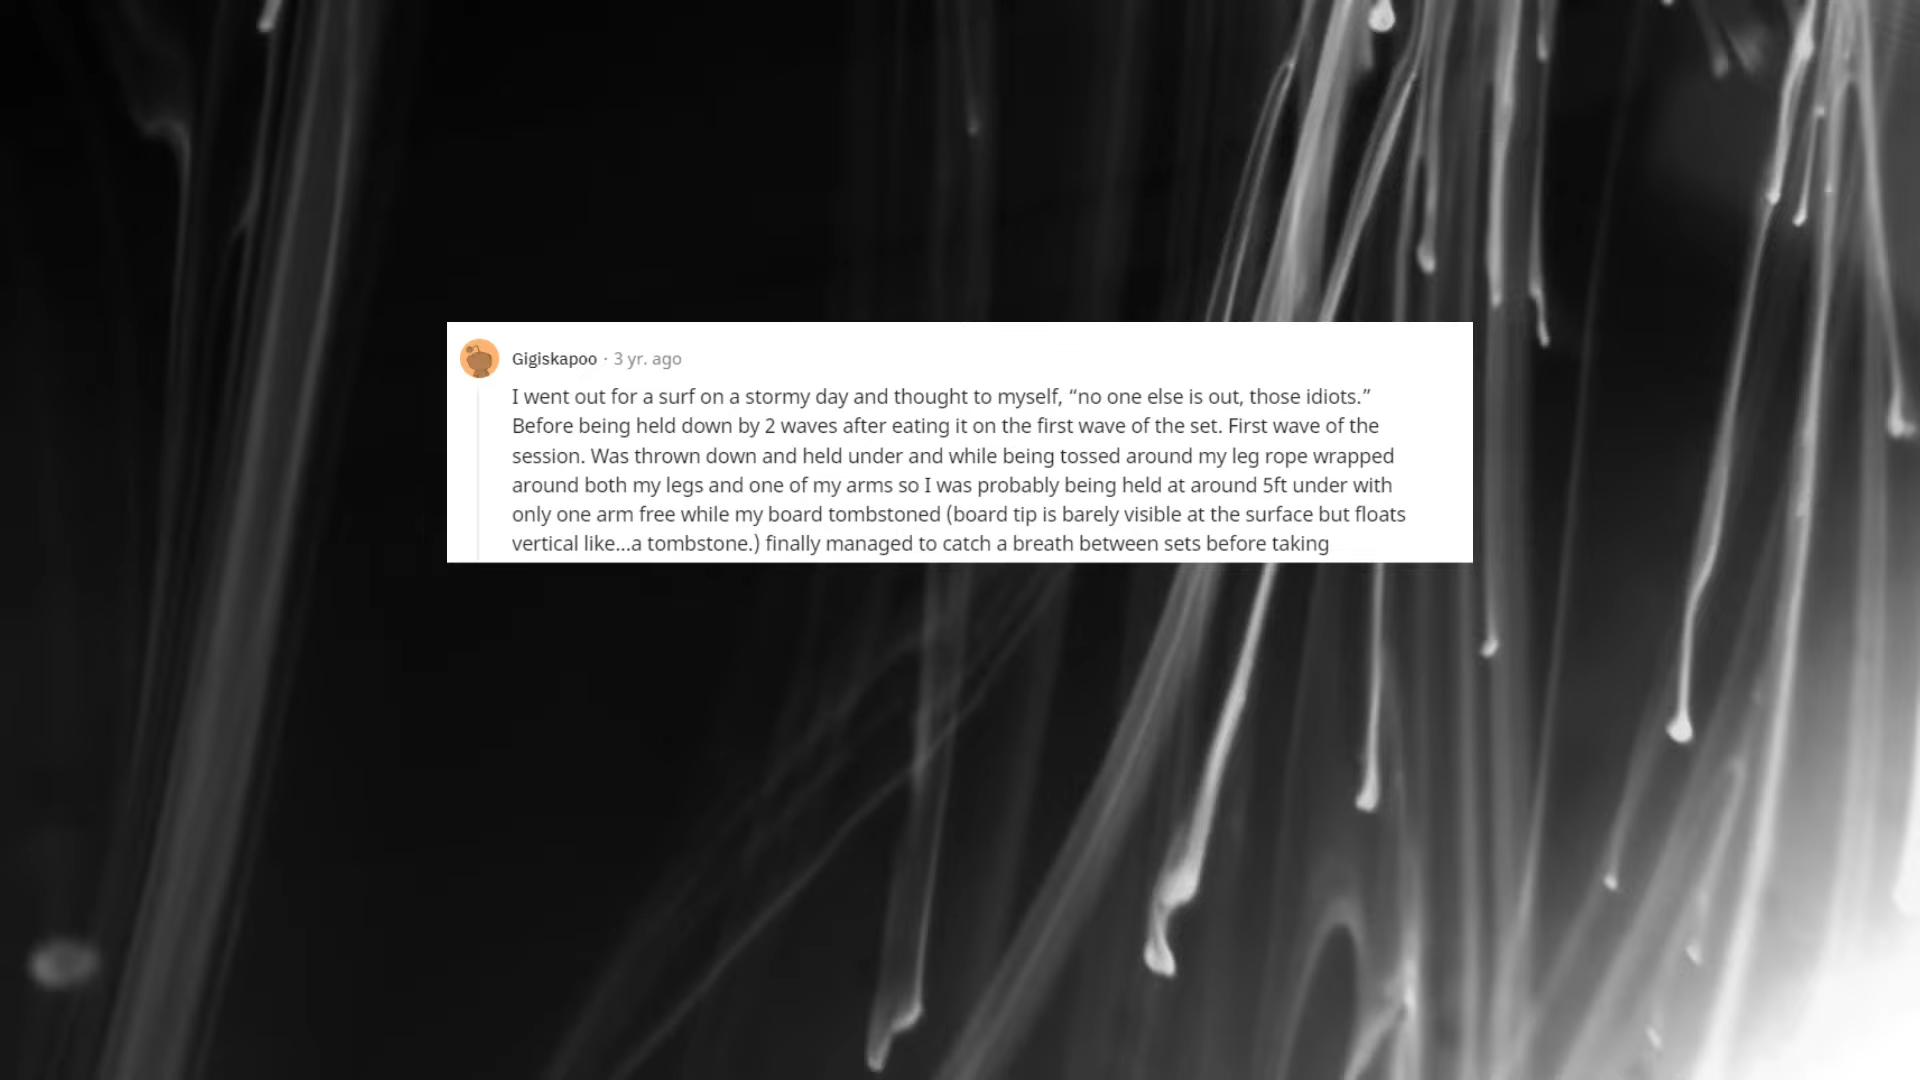 Gigiskapoo · 3 yr. ago
I went out for a surf on a stormy day and thought to myself, “no one else is out, those idiots.”
Before being held down by 2 waves after eating it on the first wave of the set. First wave of the
session. Was thrown down and held under and while being tossed around my leg rope wrapped
around both my legs and one of my arms so I was probably being held at around 5ft under with
only one arm free while my board tombstoned (board tip is barely visible at the surface but floats
vertical like...a tombstone.) finally managed to catch a breath between sets before taking